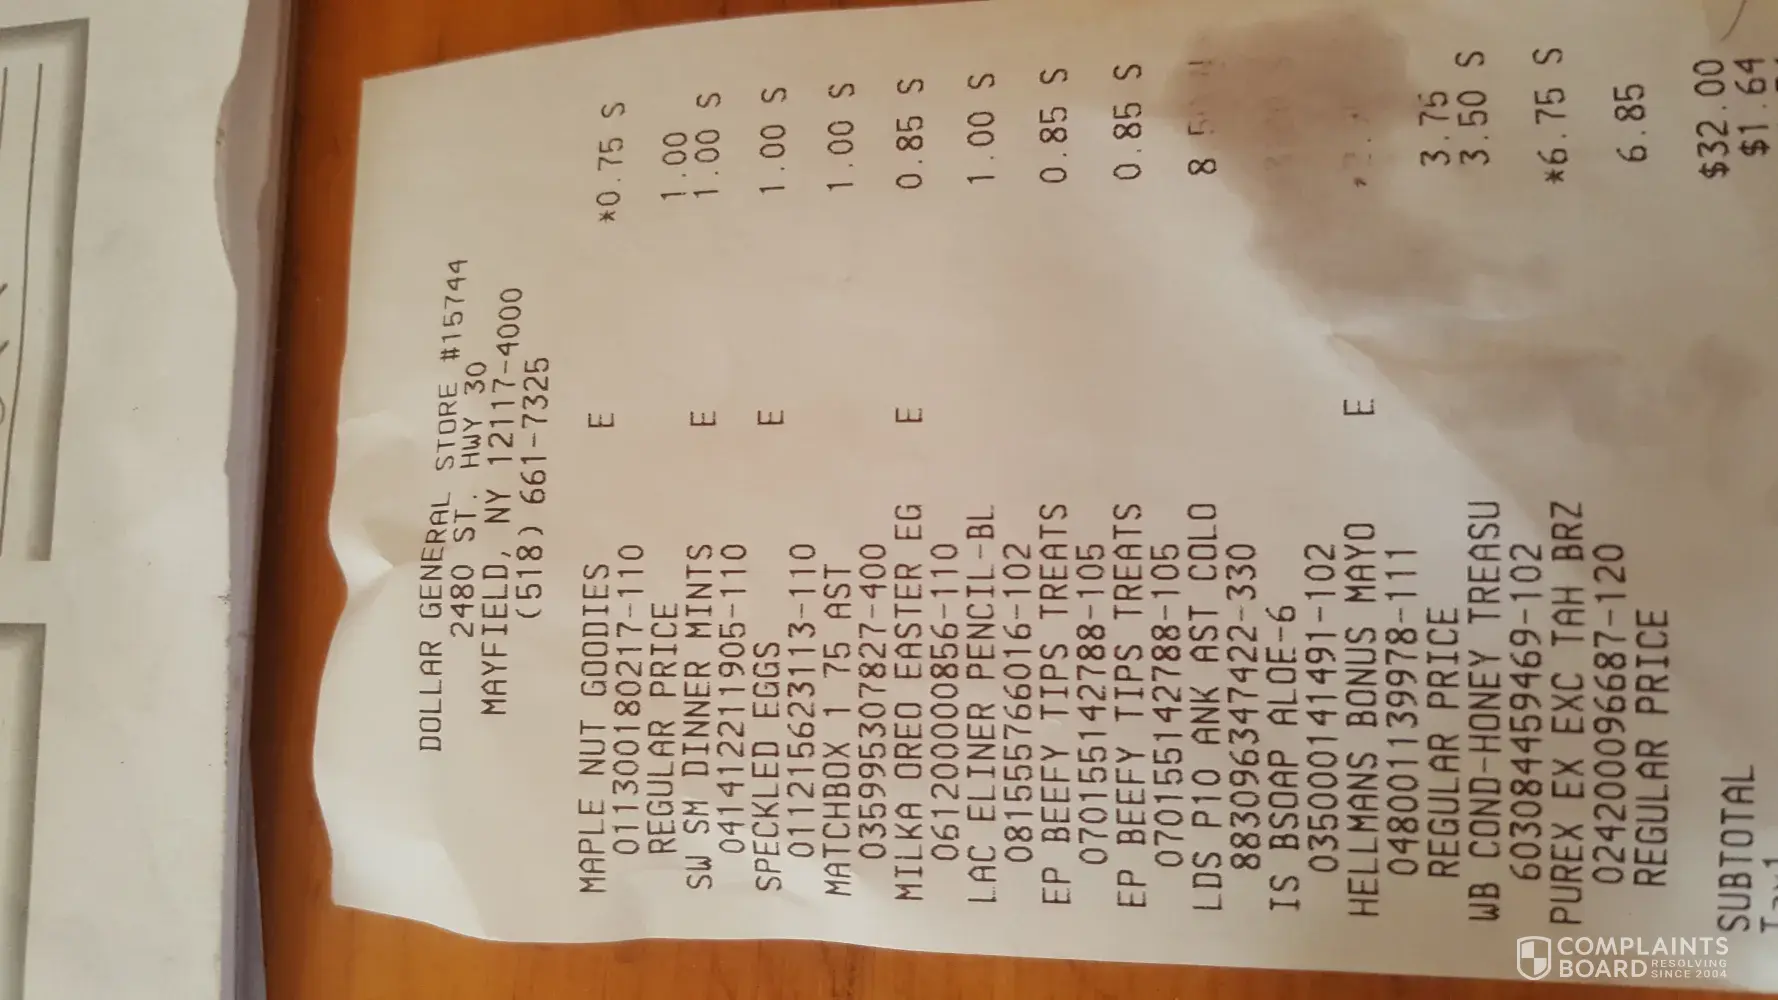 DOLLAR GENERAL STORE #15744
2480 ST. HWY 30
MAYFIELD, NY 12117-4000
(518) 661-7325
MAPLE NUT GOODIES E *0.75 S
011300180217-110
REGULAR PRICE 1.00
SW SM DINNER MINTS E 1.00 S
041412211905-110
SPECKLED EGGS E 1.00 S
011215623113-110
MATCHBOX 1 75 AST 1.00 S
035995307827-400
MILKA OREO EASTER EG E 0.85 S
061200000856-110
LAC ELINER PENCIL-BL 1.00 S
081555766016-102
EP BEEFY TIPS TREATS 0.85 S
070155142788-105
EP BEEFY TIPS TREATS 0.85 S
070155142788-105
LDS P10 ANK AST COLO
883096347422-330
IS BSOAP ALOE-6
035000141491-102
HELLMANS BONUS MAYO E
048001139978-111
REGULAR PRICE 3.75
WB COND-HONEY TREASU 3.50 S
603084459469-102
PUREX EX EXC TAH BRZ *6.75 S
024200096687-120
REGULAR PRICE 6.85
SUBTOTAL $32.00
$1.64
COMPLAINTS
BOARD RESOLVING
SINCE 2004